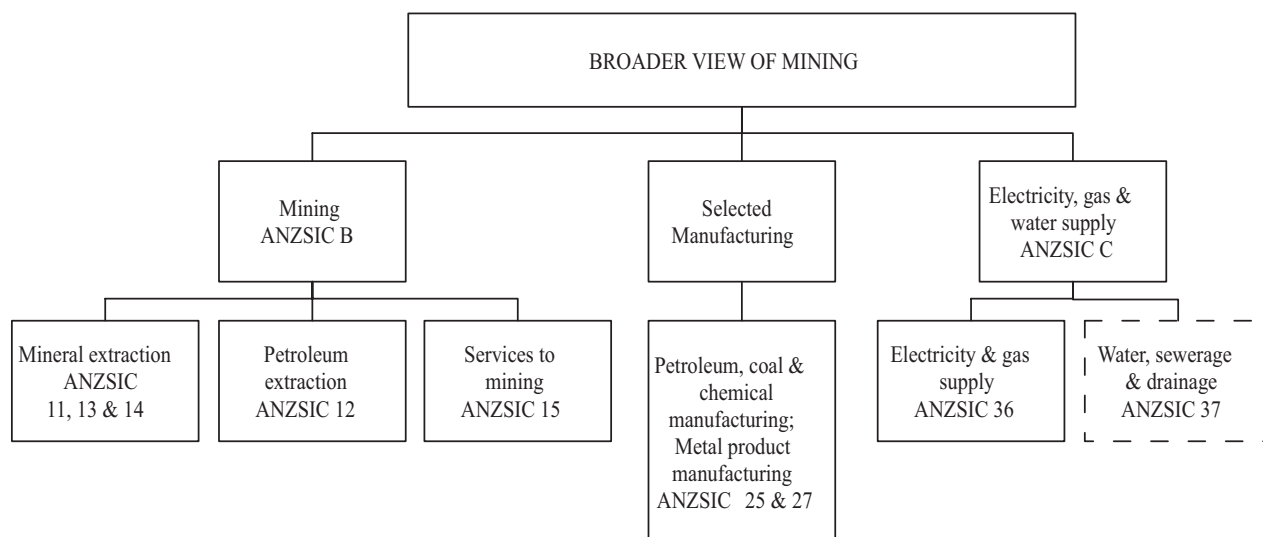 BROADER VIEW OF MINING
Mining
ANZSIC B
Selected
Manufacturing
Electricity, gas &
water supply
ANZSIC C
Mineral extraction
ANZSIC
11, 13 & 14
Petroleum
extraction
ANZSIC 12
Services to
mining
ANZSIC 15
Petroleum, coal &
chemical
manufacturing;
Metal product
manufacturing
ANZSIC 25 & 27
Electricity & gas
supply
ANZSIC 36
Water, sewerage
& drainage
ANZSIC 37